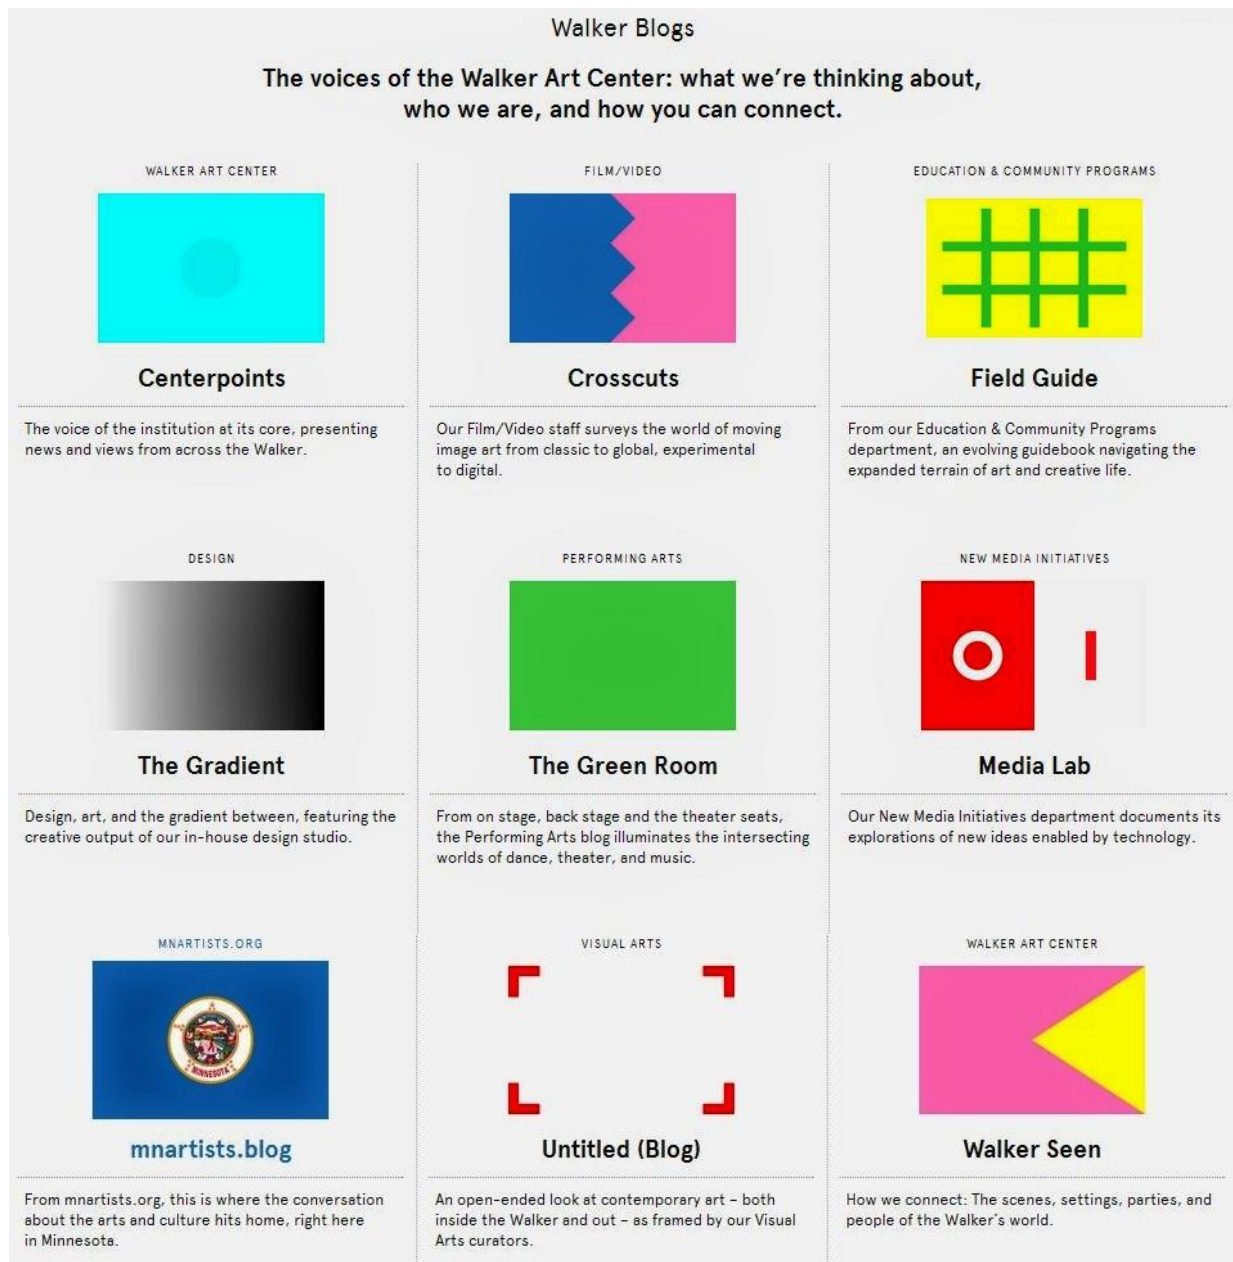 Walker Blogs
The voices of the Walker Art Center: what we're thinking about,
who we are, and how you can connect.
WALKER ART CENTER
Centerpoints
The voice of the institution at its core, presenting
news and views from across the Walker.
FILM/VIDEO
Crosscuts
Our Film/Video staff surveys the world of moving
image art from classic to global, experimental
to digital.
EDUCATION & COMMUNITY PROGRAMS
Field Guide
From our Education & Community Programs
department, an evolving guidebook navigating the
expanded terrain of art and creative life.
DESIGN
The Gradient
Design, art, and the gradient between, featuring the
creative output of our in-house design studio.
PERFORMING ARTS
The Green Room
From on stage, back stage and the theater seats,
the Performing Arts blog illuminates the intersecting
worlds of dance, theater, and music.
NEW MEDIA INITIATIVES
Media Lab
Our New Media Initiatives department documents its
explorations of new ideas enabled by technology.
MNARTISTS.ORG
MINNESOTA
mnartists.blog
From mnartists.org, this is where the conversation
about the arts and culture hits home, right here
in Minnesota.
VISUAL ARTS
Untitled (Blog)
An open-ended look at contemporary art – both
inside the Walker and out – as framed by our Visual
Arts curators.
WALKER ART CENTER
Walker Seen
How we connect: The scenes, settings, parties, and
people of the Walker's world.